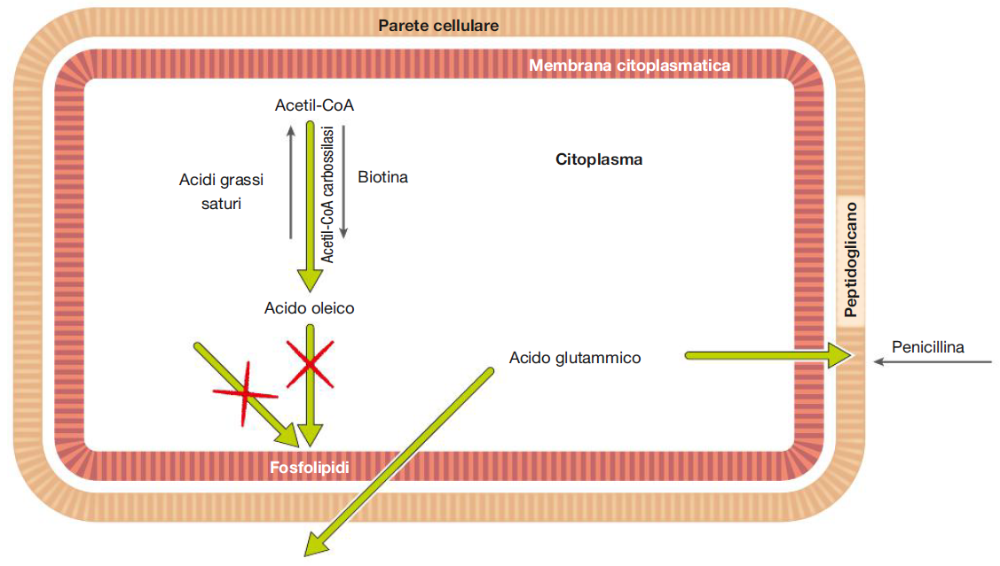 Parete cellulare
Membrana citoplasmatica
Acetil-CoA
Citoplasma
Acidi grassi
saturi
Acetil-CoA carbossilasi
Biotina
Peptidoglicano
Acido oleico
Acido glutammico
Penicillina
Fosfolipidi